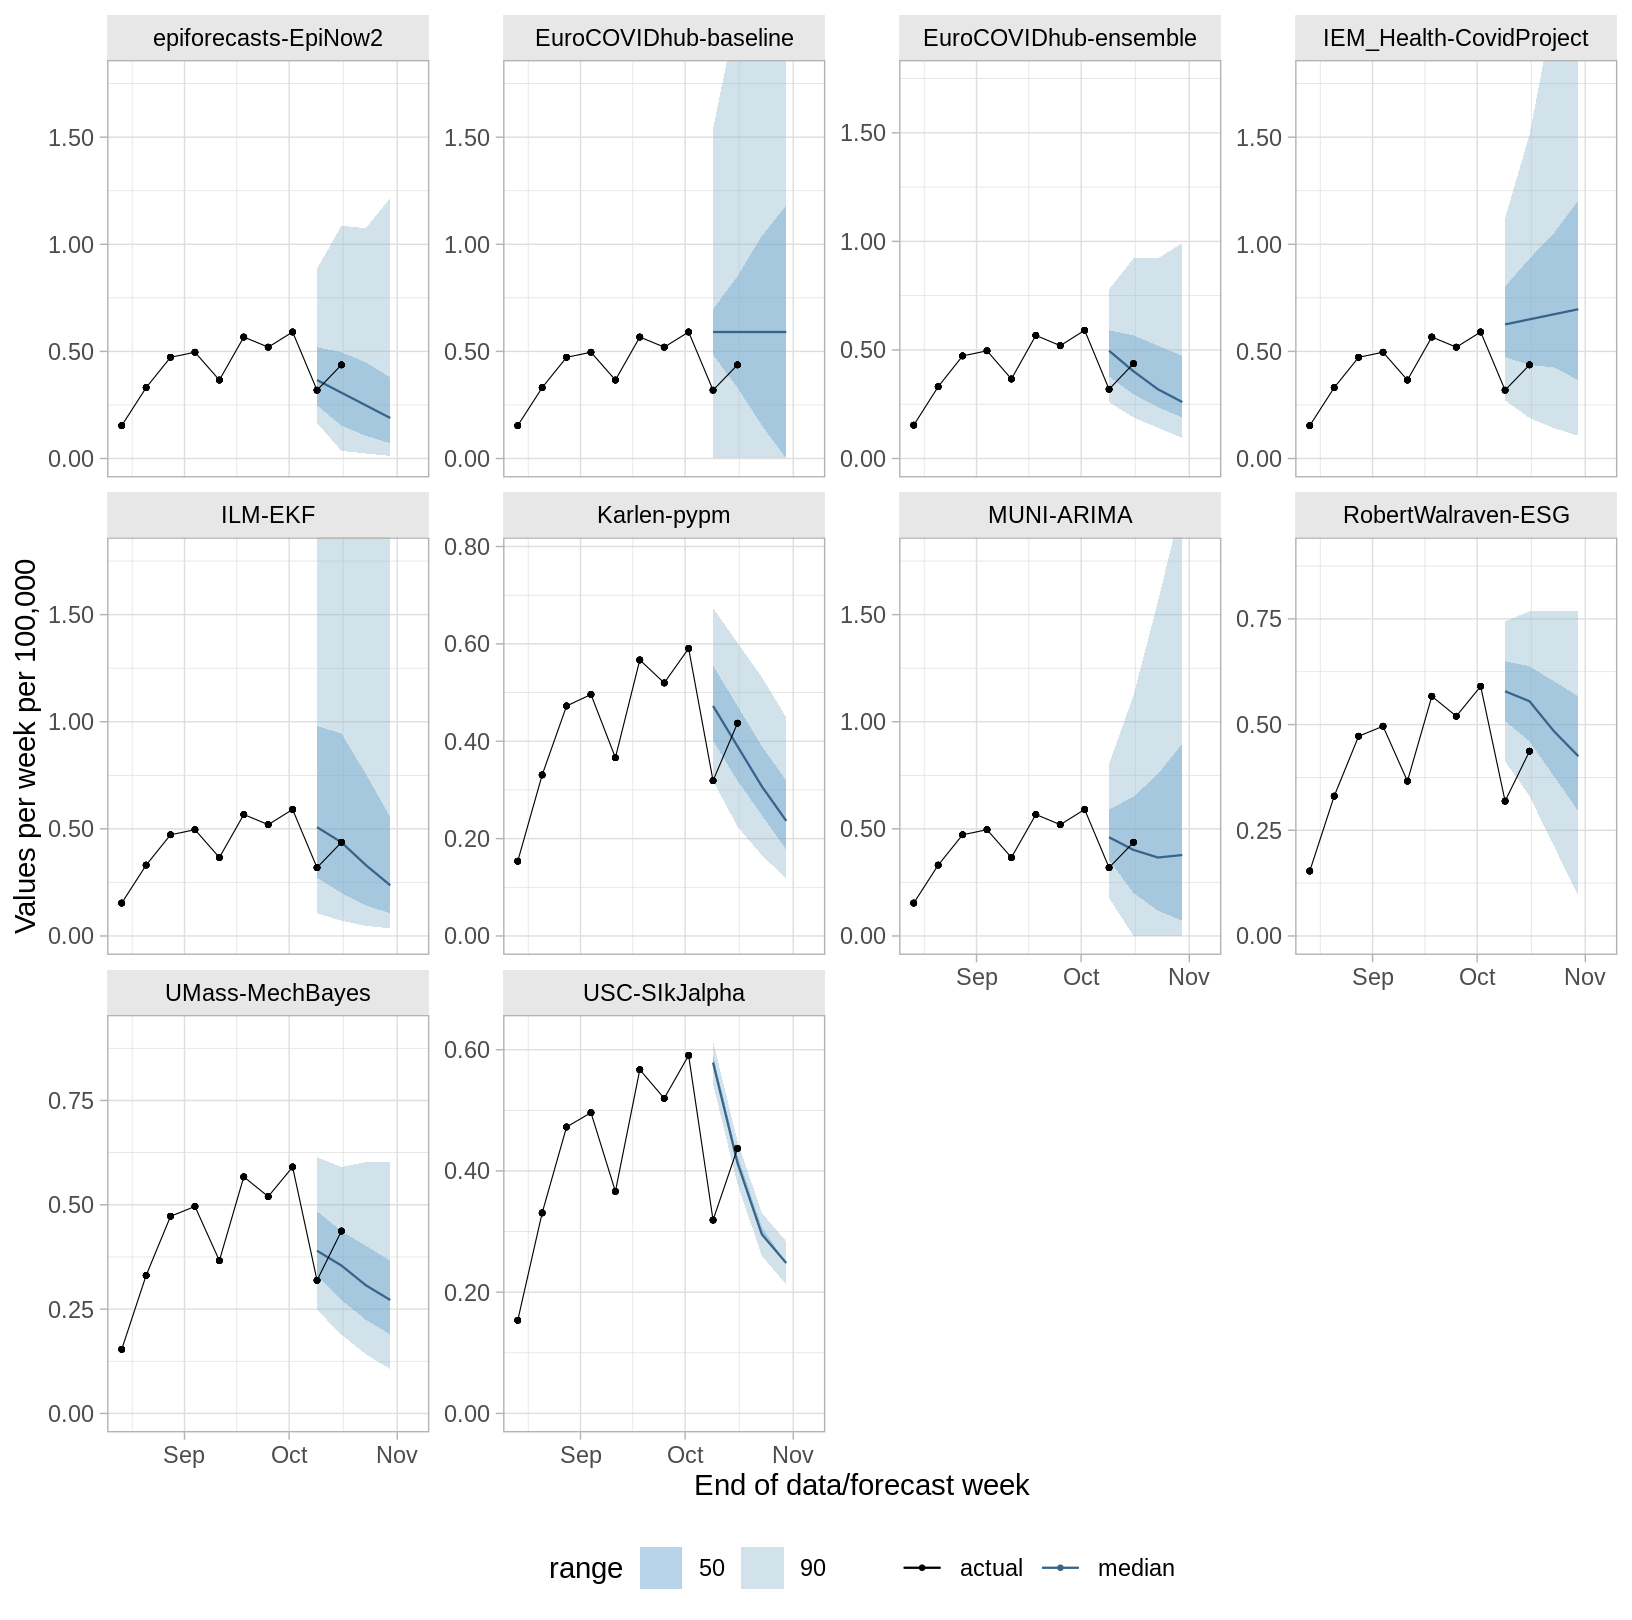 epiforecasts-EpiNow2
EuroCOVIDhub-baseline
EuroCOVIDhub-ensemble
IEM_Health-CovidProject
1.50
1.00
0.50
0.00
1.50
1.00
0.50
0.00
1.50
1.00
0.50
0.00
1.50
1.00
0.50
0.00
ILM-EKF
Karlen-pypm
MUNI-ARIMA
RobertWalraven-ESG
1.50
1.00
0.50
0.00
0.80
0.60
0.40
0.20
0.00
1.50
1.00
0.50
0.00
0.75
0.50
0.25
0.00
Sep Oct Nov
Sep Oct Nov
UMass-MechBayes
USC-SIkJalpha
0.75
0.50
0.25
0.00
0.60
0.40
0.20
0.00
Sep Oct Nov
Sep Oct Nov
Values per week per 100,000
End of data/forecast week
range 50 90 actual median